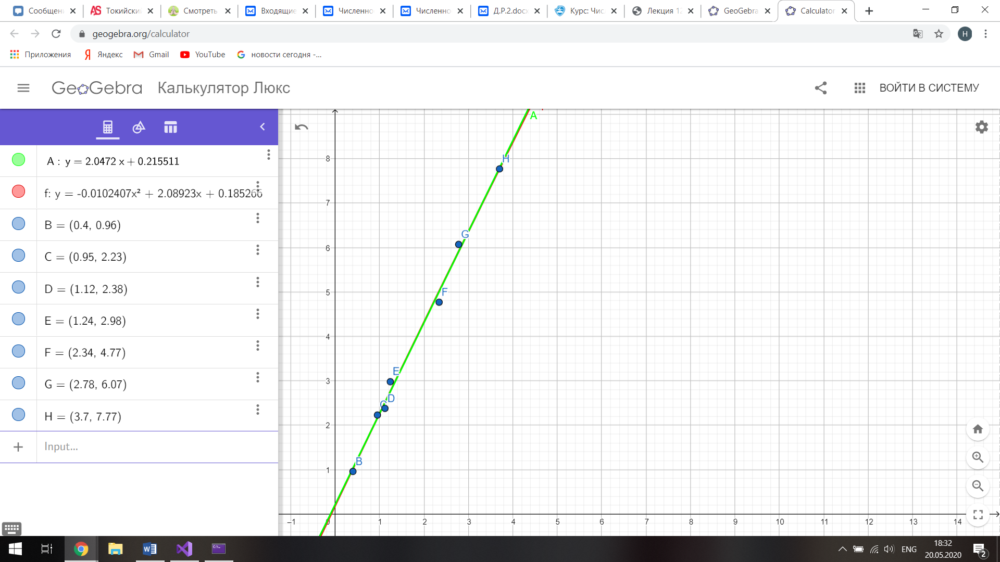 Сообщен
Токийски
Смотреть
Входящие
Численно
Численно
Д.Р.2.docx
Курс: Чис
Лекция 12
GeoGebra
Calculator
geogebra.org/calculator
H
Приложения
Яндекс
Gmail
YouTube
новости сегодня -...
GeoGebra
Калькулятор Люкс
ВОЙТИ В СИСТЕМУ
A : y = 2.0472 x + 0.215511
f: y = -0.0102407x² + 2.08923x + 0.185266
B = (0.4, 0.96)
C = (0.95, 2.23)
D = (1.12, 2.38)
E = (1.24, 2.98)
F = (2.34, 4.77)
G = (2.78, 6.07)
H = (3.7, 7.77)
Input...
A
H
G
F
E
D
C
B
8
7
6
5
4
3
2
1
–1 0 1 2 3 4 5 6 7 8 9 10 11 12 13 14
ENG
18:32
20.05.2020
2